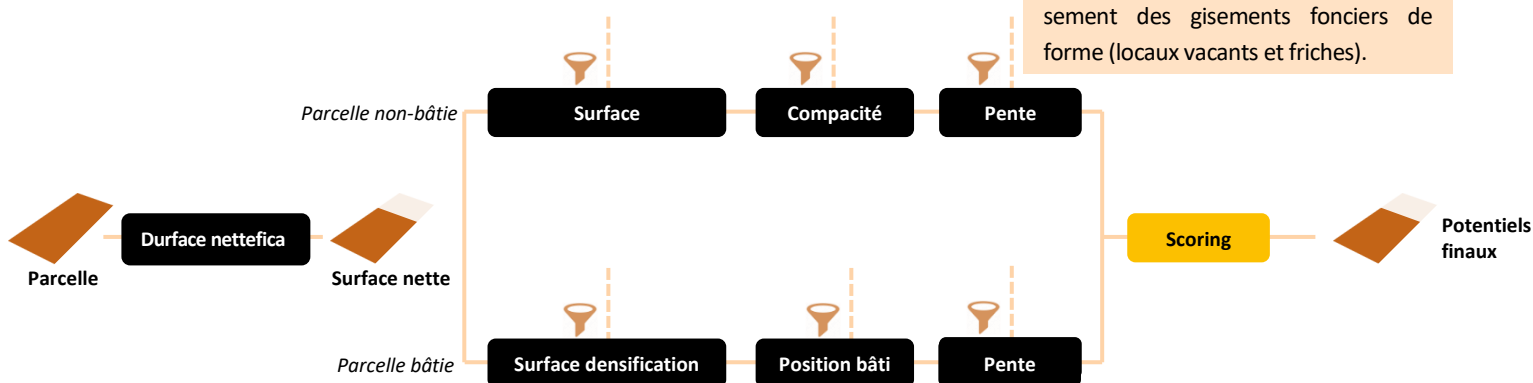 sement des gisements fonciers de
forme (locaux vacants et friches).
Parcelle non-bâtie
Surface
Compacité
Pente
Parcelle
Durface nettefica
Surface nette
Scoring
Potentiels
finaux
Parcelle bâtie
Surface densification
Position bâti
Pente